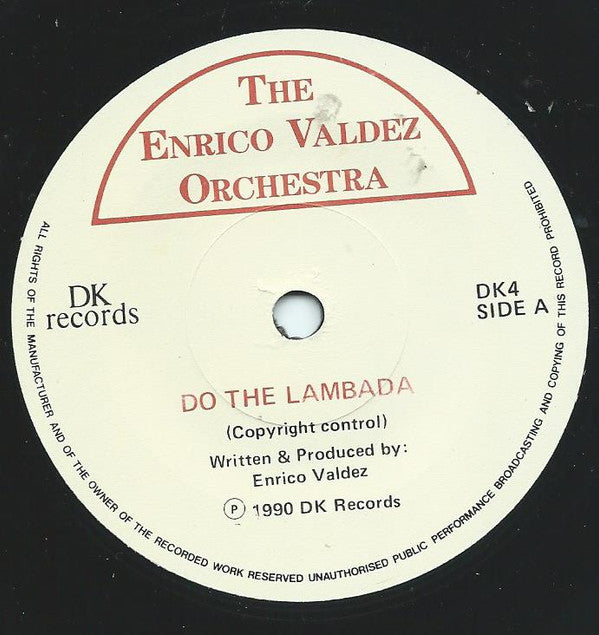 THE
ENRICO VALDEZ
ORCHESTRA
DK
records
DK4
SIDE A
DO THE LAMBADA
(Copyright control)
Written & Produced by:
Enrico Valdez
Ⓟ 1990 DK Records
ALL RIGHTS OF THE MANUFACTURER AND OF THE OWNER OF THE RECORDED WORK RESERVED UNAUTHORISED PUBLIC PERFORMANCE BROADCASTING AND COPYING OF THIS RECORD PROHIBITED